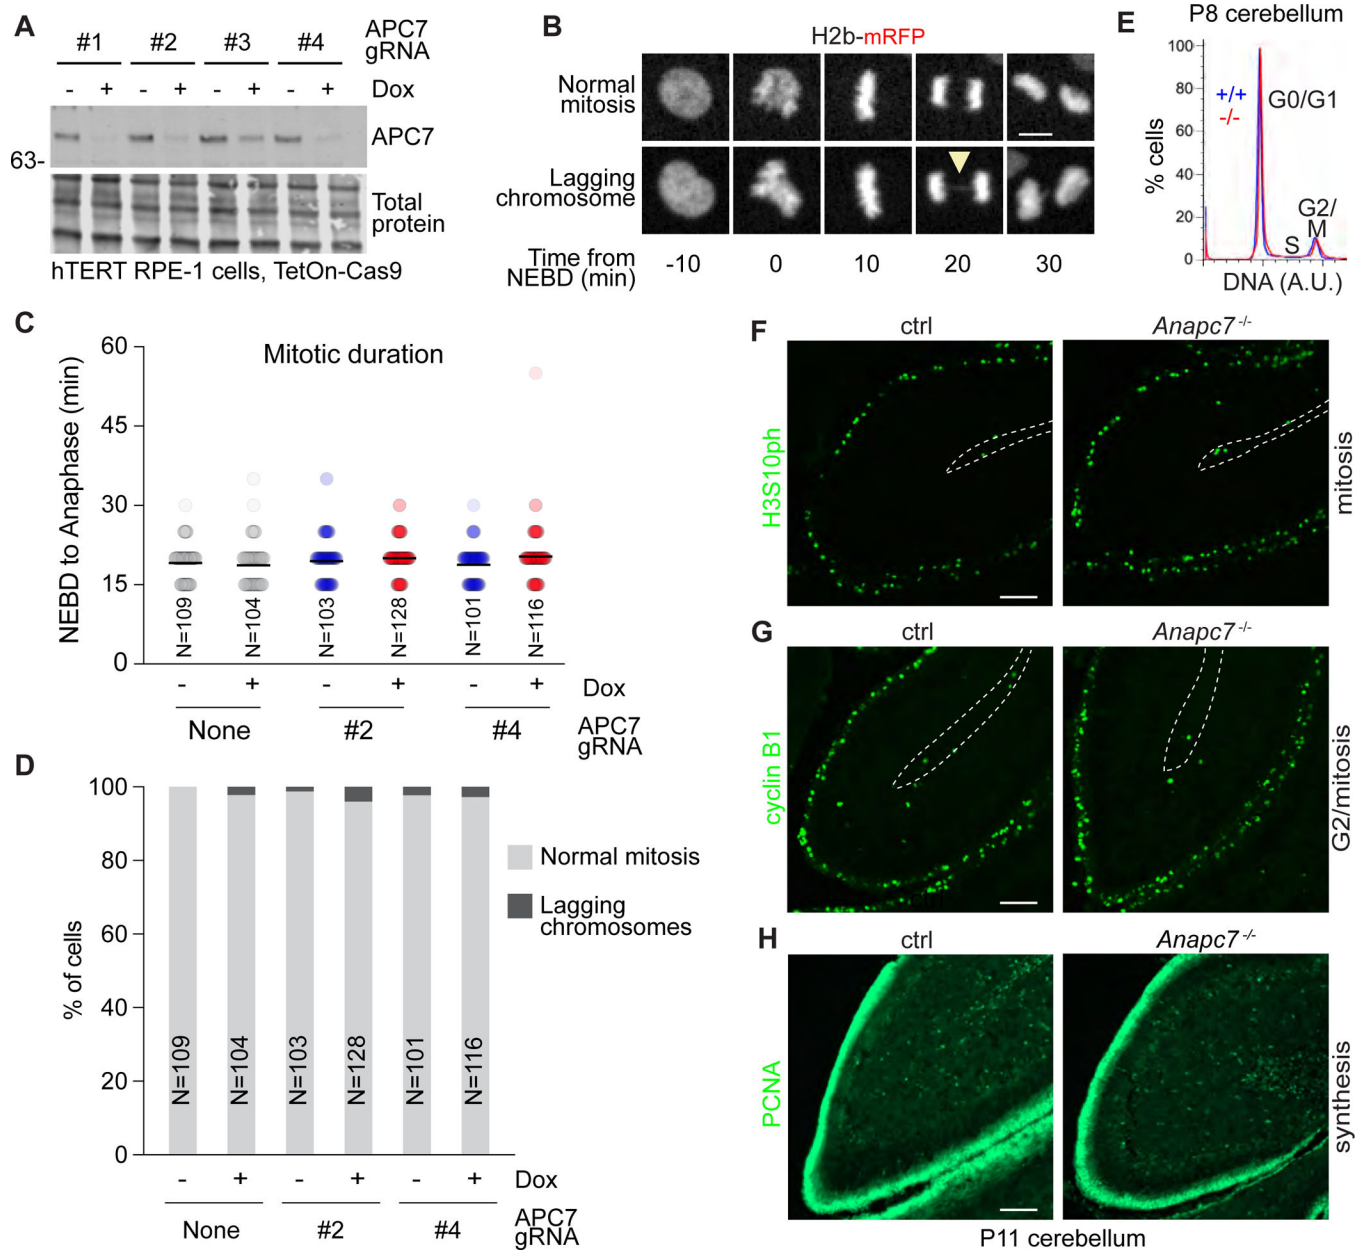 A
#1 #2 #3 #4 APC7 gRNA
- + - + - + - + Dox
APC7
63-
Total
protein
hTERT RPE-1 cells, TetOn-Cas9
B
H2b-mRFP
Normal
mitosis
Lagging
chromosome
Time from
NEBD (min)
-10 0 10 20 30
C
Mitotic duration
NEBD to Anaphase (min)
60
45
30
15
0
N=109 N=104 N=103 N=128 N=101 N=116
- + - + - + Dox
None #2 #4 APC7 gRNA
D
% of cells
100
80
60
40
20
0
N=109 N=104 N=103 N=128 N=101 N=116
Normal mitosis
Lagging
chromosomes
- + - + - + Dox
None #2 #4 APC7 gRNA
E
P8 cerebellum
% cells
100
80
60
40
20
0
+/+
-/-
G0/G1
S
G2/
M
DNA (A.U.)
F
ctrl Anapc7-/-
H3S10ph
mitosis
G
ctrl Anapc7-/-
cyclin B1
G2/mitosis
H
ctrl Anapc7-/-
PCNA
synthesis
P11 cerebellum